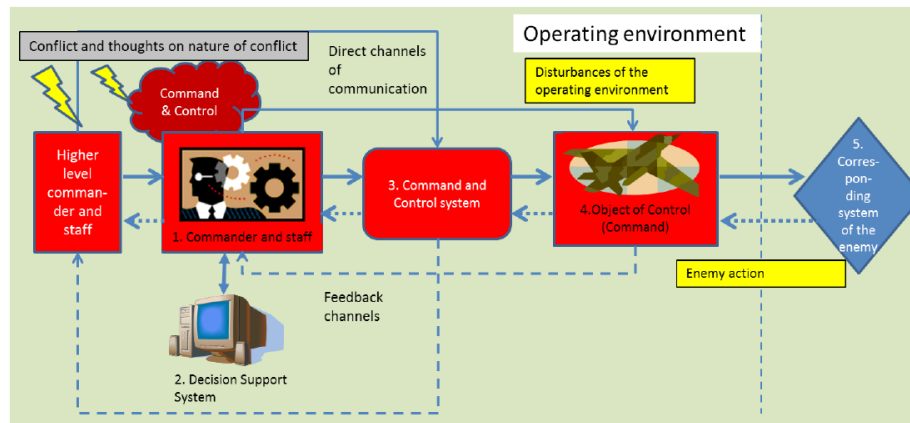 Operating environment
Conflict and thoughts on nature of conflict
Direct channels
of
communication
Disturbances of the
operating environment
Command
& Control
Higher
level
comman-
der and
staff
1. Commander and staff
3. Command and
Control system
4.Object of Control
(Command)
5.
Corres-
pon-
ding
system
of the
enemy
Enemy action
Feedback
channels
2. Decision Support
System